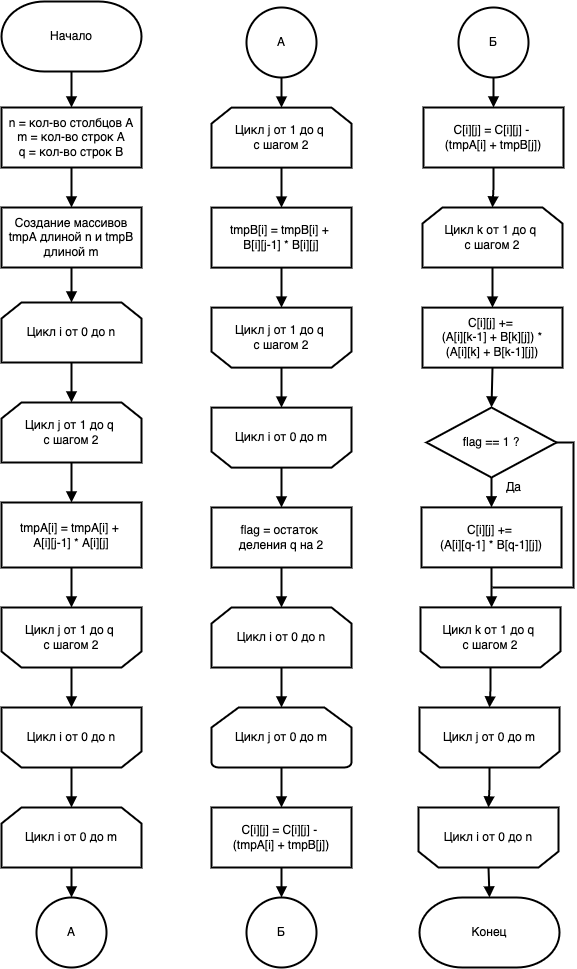 Начало
n = кол-во столбцов A
m = кол-во строк A
q = кол-во строк B
Создание массивов
tmpA длиной n и tmpB
длиной m
Цикл i от 0 до n
Цикл j от 1 до q
с шагом 2
tmpA[i] = tmpA[i] +
A[i][j-1] * A[i][j]
Цикл j от 1 до q
с шагом 2
Цикл i от 0 до n
Цикл i от 0 до m
А
А
Цикл j от 1 до q
с шагом 2
tmpB[i] = tmpB[i] +
B[i][j-1] * B[i][j]
Цикл j от 1 до q
с шагом 2
Цикл i от 0 до m
flag = остаток
деления q на 2
Цикл i от 0 до n
Цикл j от 0 до m
C[i][j] = C[i][j] -
(tmpA[i] + tmpB[j])
Б
Б
C[i][j] = C[i][j] -
(tmpA[i] + tmpB[j])
Цикл k от 1 до q
с шагом 2
C[i][j] +=
(A[i][k-1] + B[k][j]) *
(A[i][k] + B[k-1][j])
flag == 1 ?
Да
C[i][j] +=
(A[i][q-1] * B[q-1][j])
Цикл k от 1 до q
с шагом 2
Цикл j от 0 до m
Цикл i от 0 до n
Конец